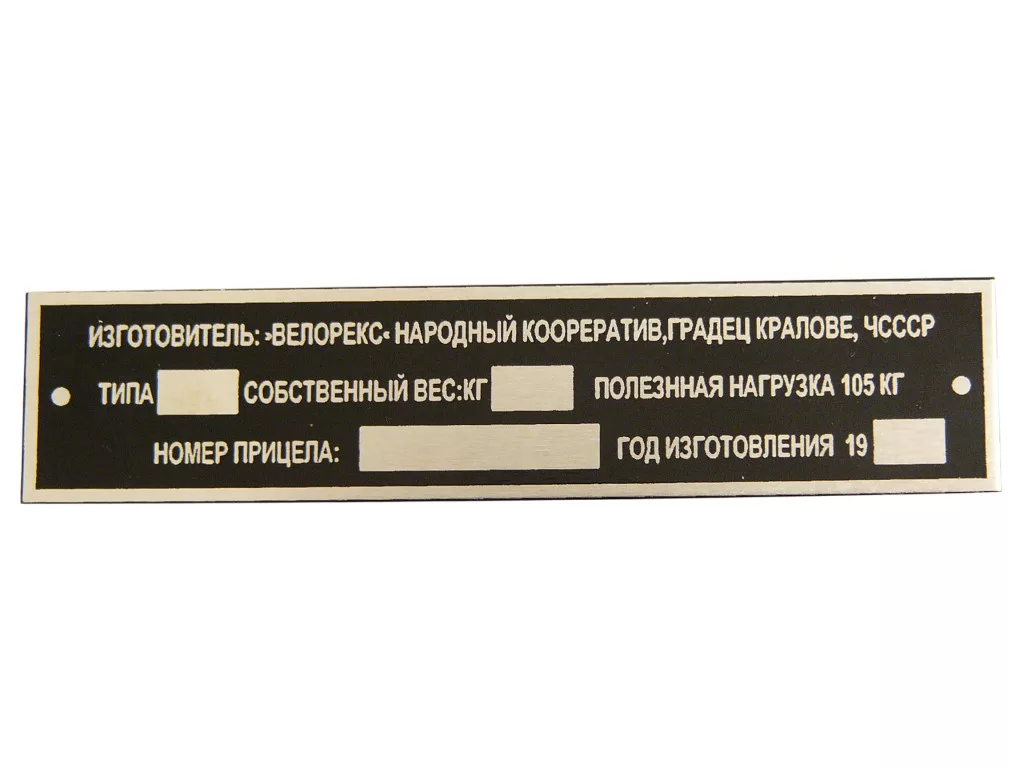 ИЗГОТОВИТЕЛЬ: »ВЕЛОРЕКС« НАРОДНЫЙ КООРЕРАТИВ,ГРАДЕЦ КРАЛОВЕ, ЧСССР
ТИПА СОБСТВЕННЫЙ ВЕС:КГ ПОЛЕЗННАЯ НАГРУЗКА 105 КГ
НОМЕР ПРИЦЕЛА: ГОД ИЗГОТОВЛЕНИЯ 19